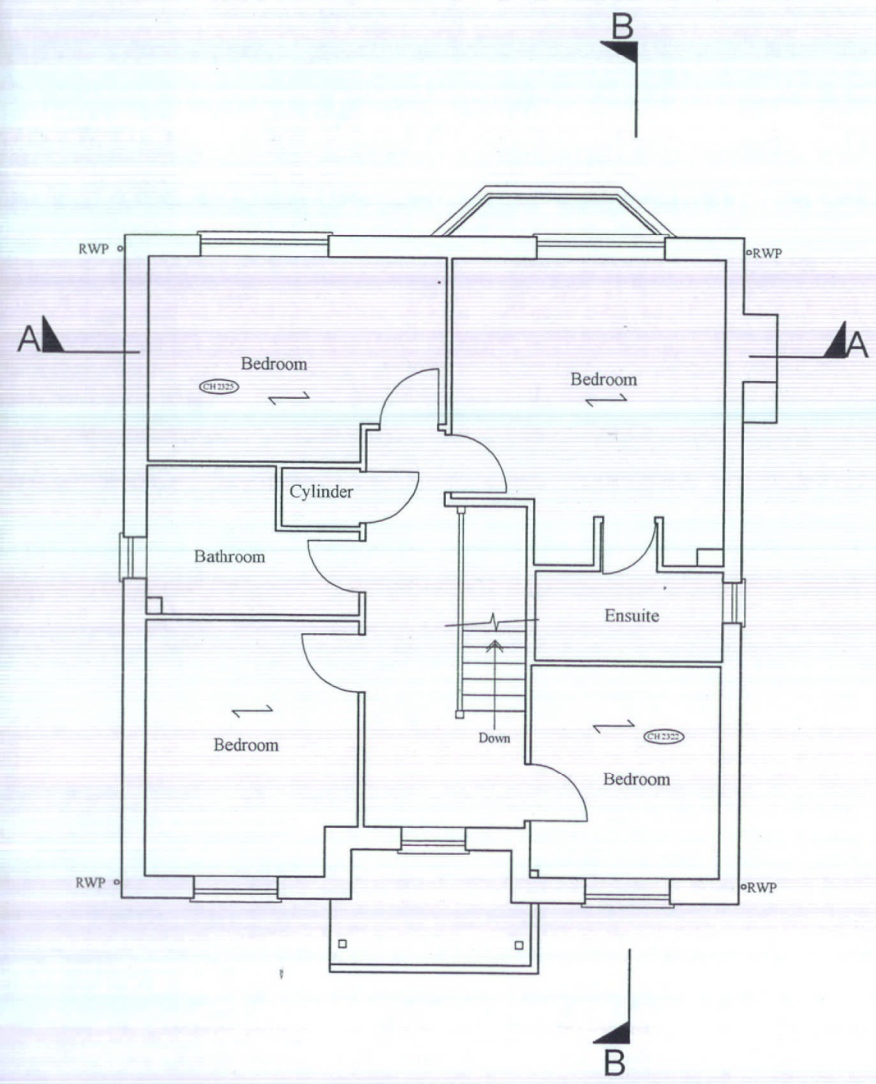 B
RWP
RWP
A
A
Bedroom
CH 2325
Bedroom
Cylinder
Bathroom
Ensuite
Bedroom
Down
CH 2322
Bedroom
RWP
RWP
B